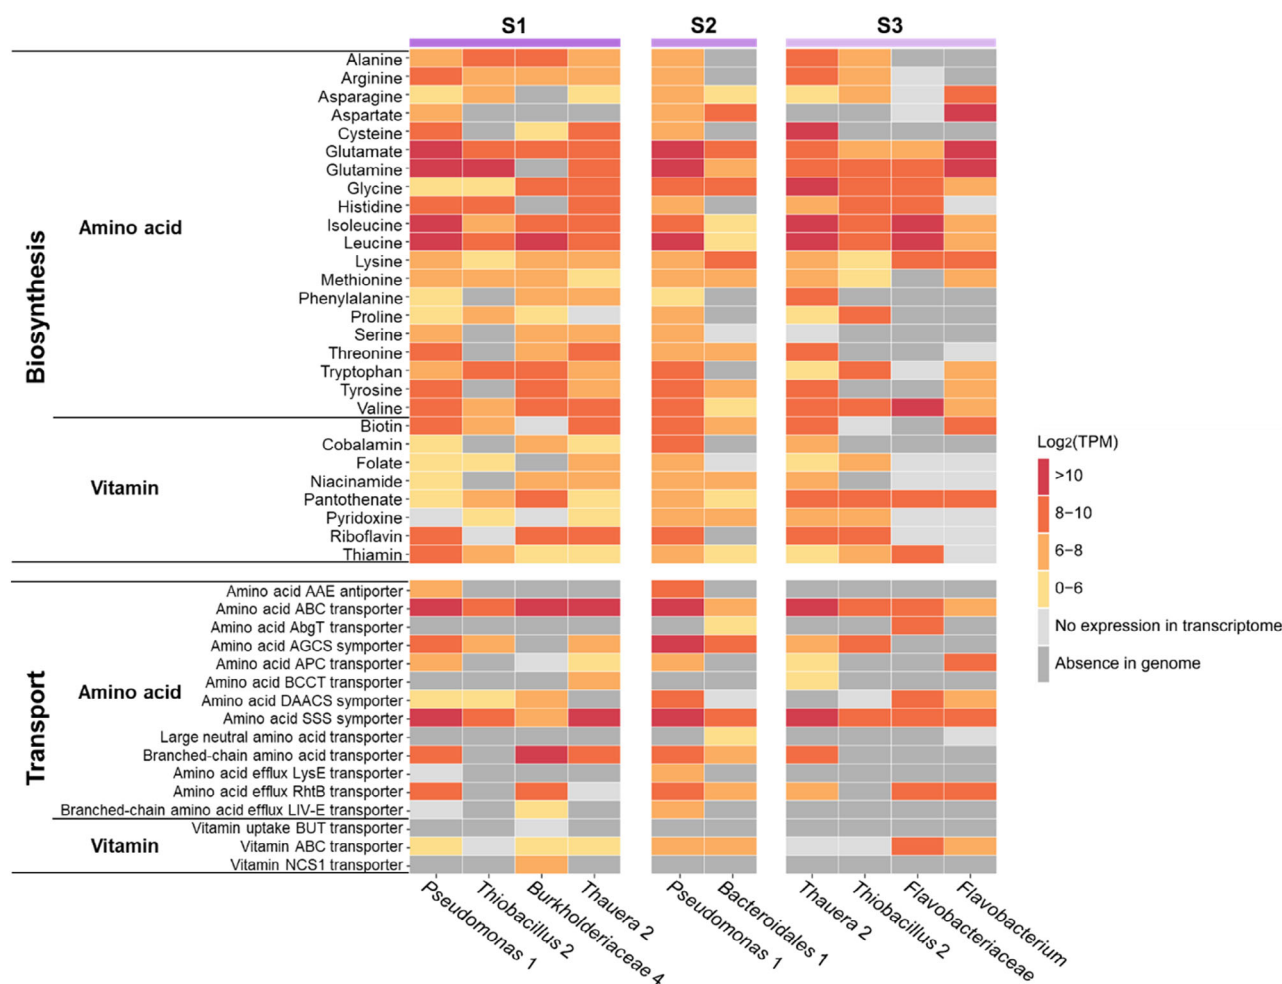 S1 S2 S3
Alanine
Arginine
Asparagine
Aspartate
Cysteine
Glutamate
Glutamine
Glycine
Histidine
Isoleucine
Amino acid
Leucine
Lysine
Methionine
Phenylalanine
Proline
Serine
Threonine
Tryptophan
Tyrosine
Valine
Biosynthesis
Biotin
Cobalamin
Folate
Niacinamide
Vitamin
Pantothenate
Pyridoxine
Riboflavin
Thiamin
Amino acid AAE antiporter
Amino acid ABC transporter
Amino acid AbgT transporter
Amino acid AGCS symporter
Amino acid APC transporter
Amino acid BCCT transporter
Amino acid
Amino acid DAACS symporter
Amino acid SSS symporter
Large neutral amino acid transporter
Branched-chain amino acid transporter
Amino acid efflux LysE transporter
Amino acid efflux RhtB transporter
Branched-chain amino acid efflux LIV-E transporter
Transport
Vitamin uptake BUT transporter
Vitamin
Vitamin ABC transporter
Vitamin NCS1 transporter
Pseudomonas 1
Thiobacillus 2
Burkholderiaceae 4
Thauera 2
Pseudomonas 1
Bacteroidales 1
Thauera 2
Thiobacillus 2
Flavobacteriaceae
Flavobacterium
Log2(TPM)
>10
8−10
6−8
0−6
No expression in transcriptome
Absence in genome